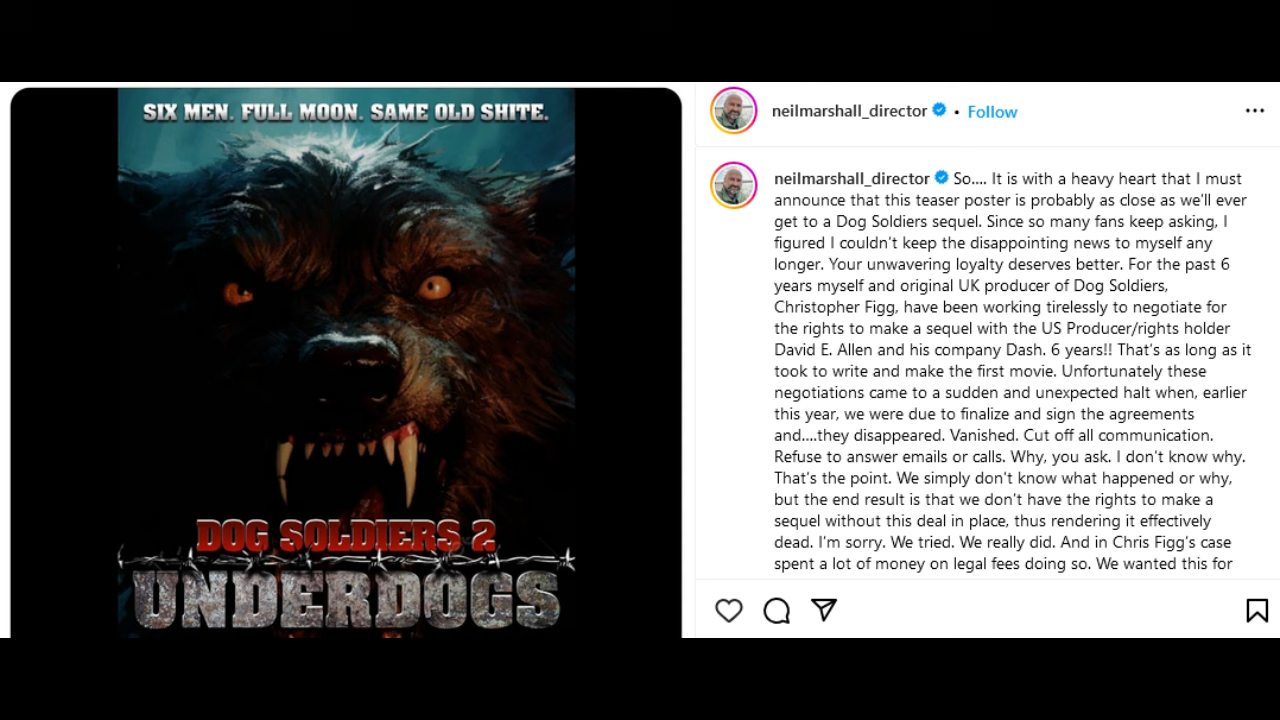 SIX MEN. FULL MOON. SAME OLD SHITE.
DOG SOLDIERS 2
UNDERDOGS
neilmarshall_director • Follow
neilmarshall_director So.... It is with a heavy heart that I must
announce that this teaser poster is probably as close as we'll ever
get to a Dog Soldiers sequel. Since so many fans keep asking, I
figured I couldn't keep the disappointing news to myself any
longer. Your unwavering loyalty deserves better. For the past 6
years myself and original UK producer of Dog Soldiers,
Christopher Figg, have been working tirelessly to negotiate for
the rights to make a sequel with the US Producer/rights holder
David E. Allen and his company Dash. 6 years!! That's as long as it
took to write and make the first movie. Unfortunately these
negotiations came to a sudden and unexpected halt when, earlier
this year, we were due to finalize and sign the agreements
and....they disappeared. Vanished. Cut off all communication.
Refuse to answer emails or calls. Why, you ask. I don't know why.
That's the point. We simply don't know what happened or why,
but the end result is that we don't have the rights to make a
sequel without this deal in place, thus rendering it effectively
dead. I'm sorry. We tried. We really did. And in Chris Figg's case
spent a lot of money on legal fees doing so. We wanted this for